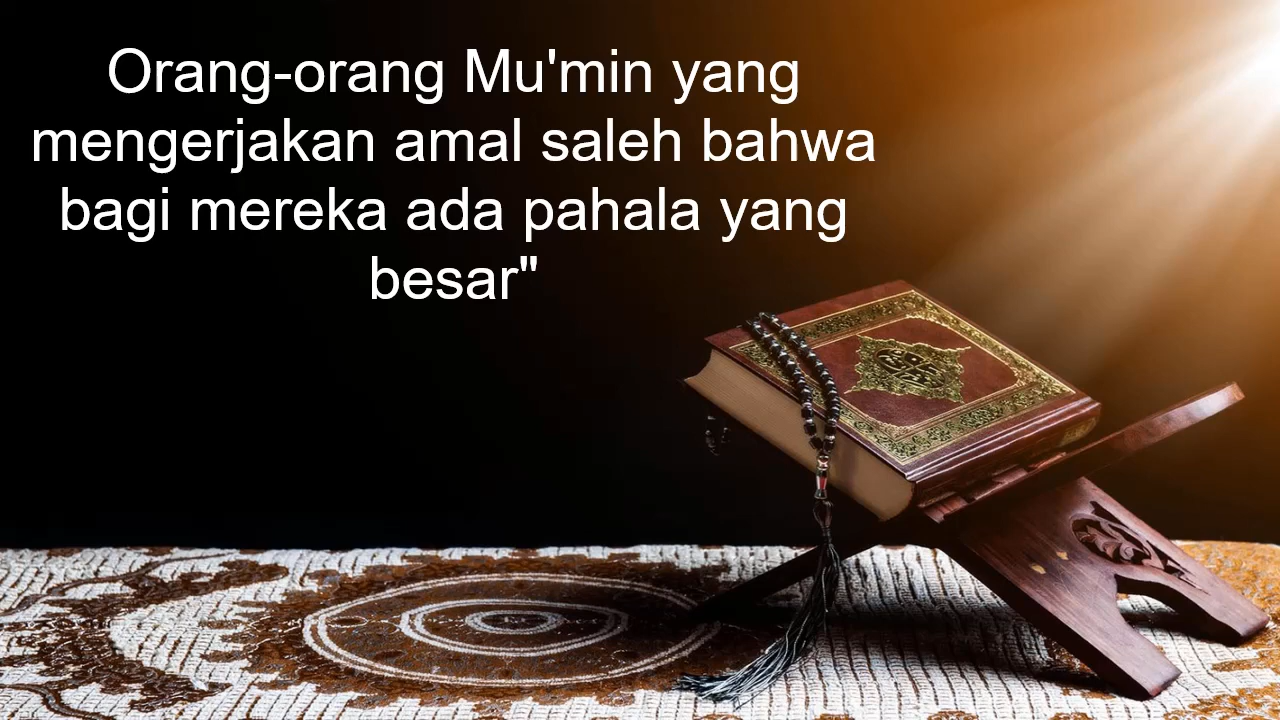 Orang-orang Mu'min yang
mengerjakan amal saleh bahwa
bagi mereka ada pahala yang
besar"